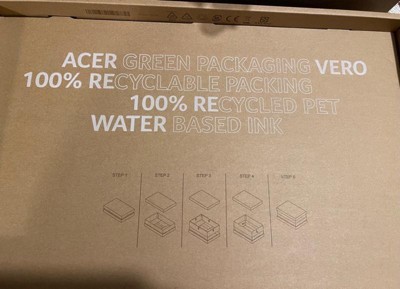 ACER GREEN PACKAGING VERO
100% RECYCLABLE PACKING
100% RECYCLED PET
WATER BASED INK
STEP 1 STEP 2 STEP 3 STEP 4 STEP 5